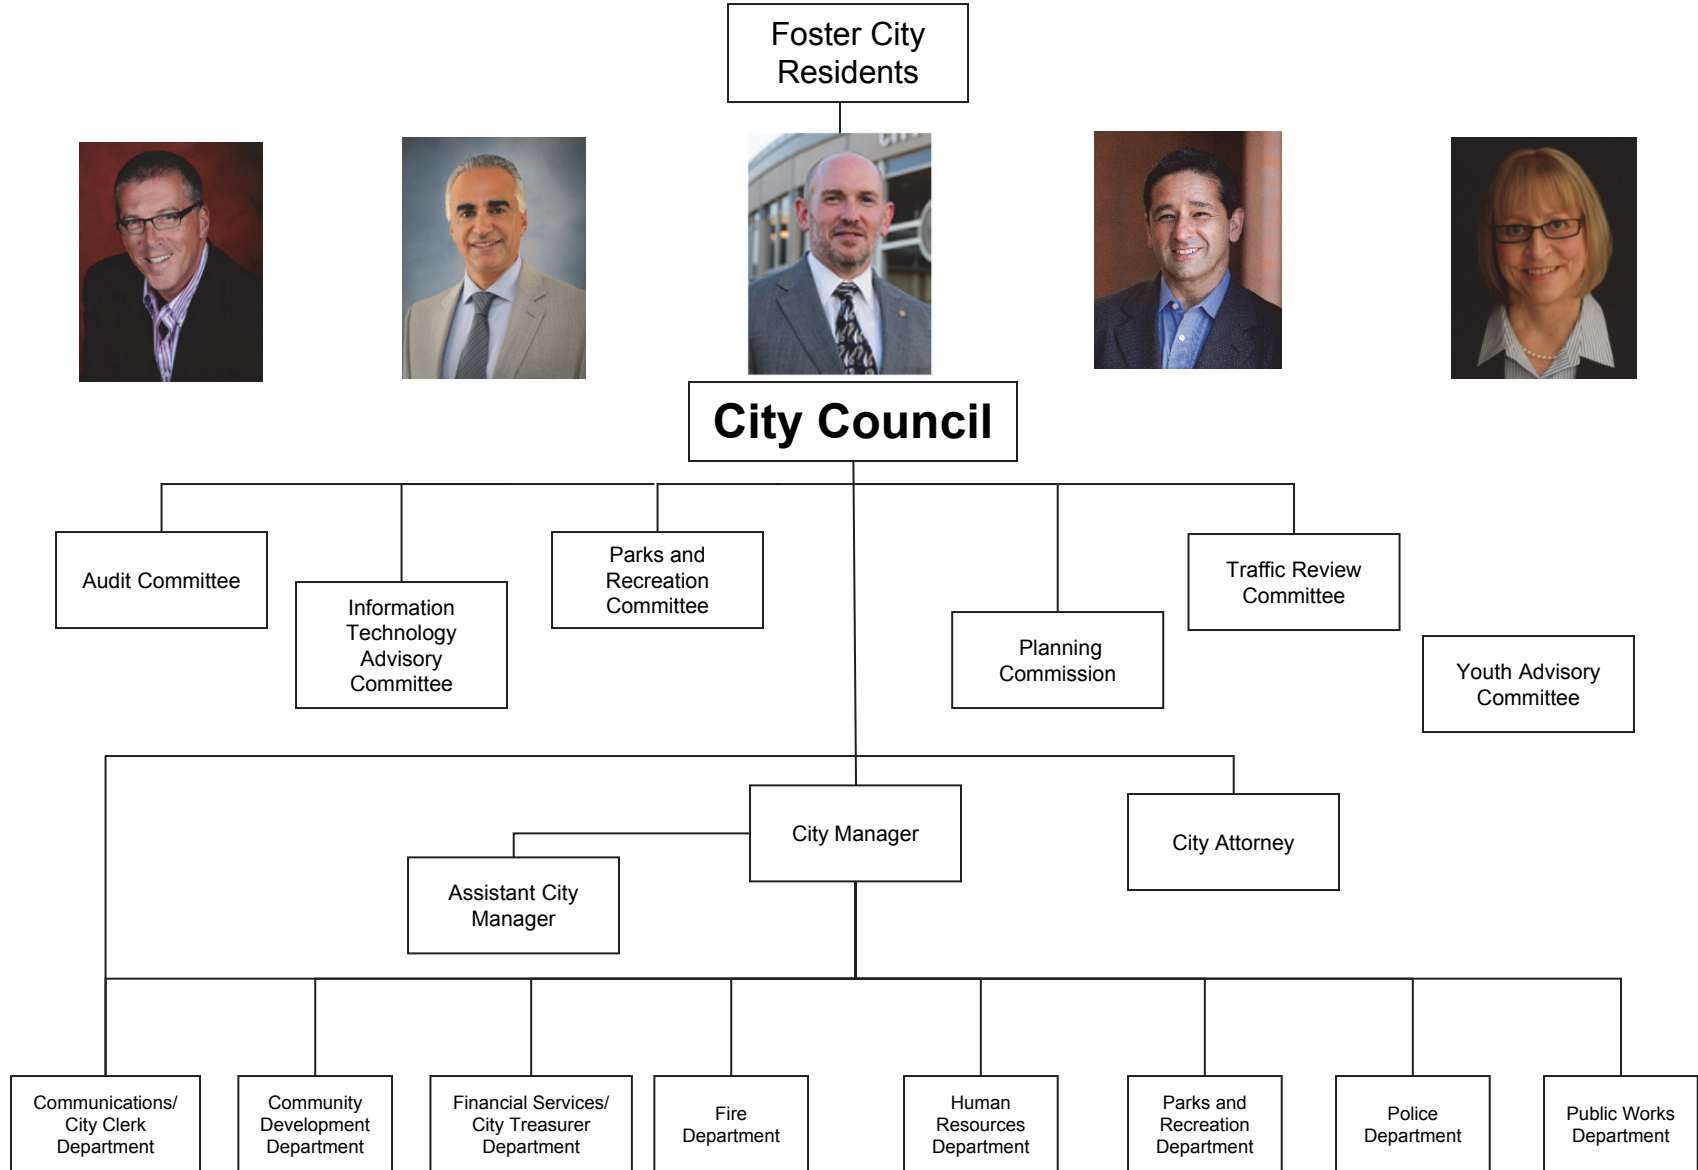 Foster City
Residents
City Council
Audit Committee
Information
Technology
Advisory
Committee
Parks and
Recreation
Committee
Planning
Commission
Traffic Review
Committee
Youth Advisory
Committee
City Manager
City Attorney
Assistant City
Manager
Communications/
City Clerk
Department
Community
Development
Department
Financial Services/
City Treasurer
Department
Fire
Department
Human
Resources
Department
Parks and
Recreation
Department
Police
Department
Public Works
Department